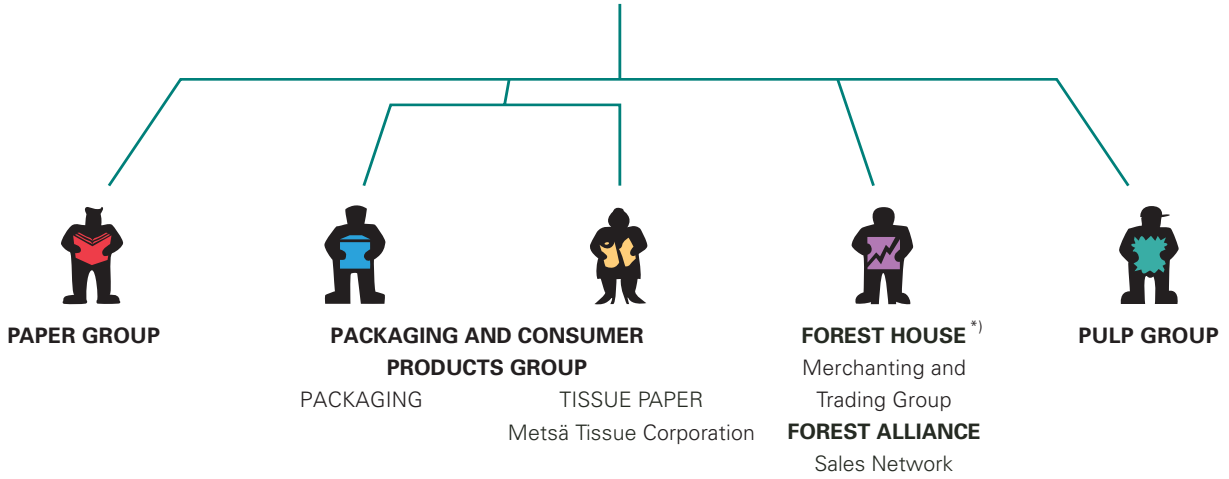 PAPER GROUP
PACKAGING AND CONSUMER
PRODUCTS GROUP
PACKAGING
TISSUE PAPER
Metsä Tissue Corporation
FOREST HOUSE *)
Merchanting and
Trading Group
FOREST ALLIANCE
Sales Network
PULP GROUP